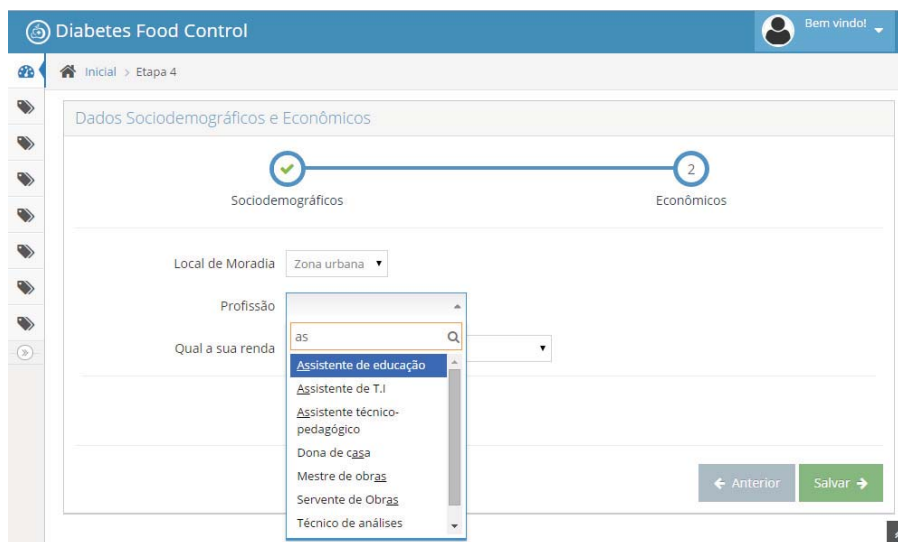 Diabetes Food Control
Bem vindo!
Inicial > Etapa 4
Dados Sociodemográficos e Econômicos
2
Sociodemográficos
Econômicos
Local de Moradia
Zona urbana
Profissão
as
Qual a sua renda
Assistente de educação
Assistente de T.I
Assistente técnico-
pedagógico
Dona de casa
Mestre de obras
Servente de Obras
Técnico de análises
Anterior
Salvar